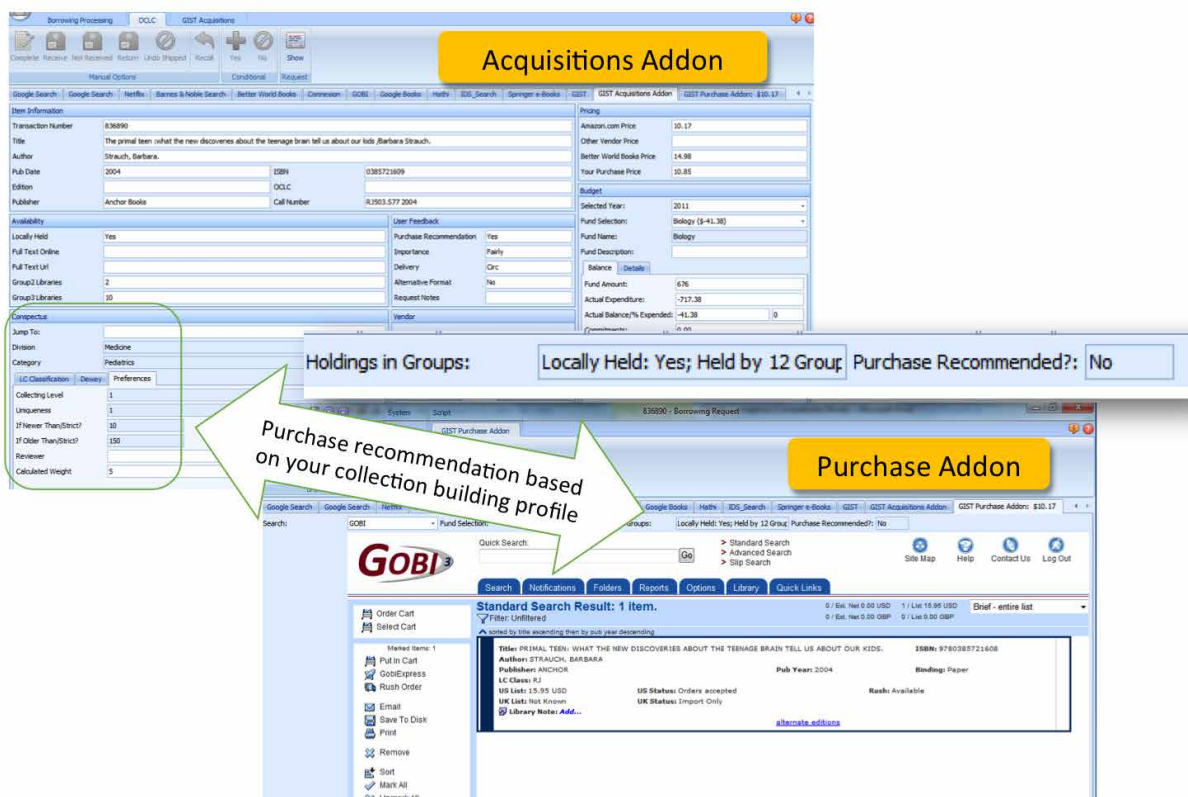 Borrowing Processing OCLC GIST Acquisitions
Complete Receive Not Received Return Undo Shipped Recall Yes No Show
Manual Options Conditional Request
Acquisitions Addon
Google Search Google Search Netflix Barnes & Noble Search Better World Books Connexion GOBI Google Books Hathi IDS_Search Springer e-Books GIST GIST Acquisitions Addon GIST Purchase Addon: $10.17
Item Information
Transaction Number 836890
Title The primal teen :what the new discoveries about the teenage brain tell us about our kids /Barbara Strauch.
Author Strauch, Barbara.
Pub Date 2004 ISBN 0385721609
Edition OCLC
Publisher Anchor Books Call Number RJ503.S77 2004
Pricing
Amazon.com Price 10.17
Other Vendor Price
Better World Books Price 14.98
Your Purchase Price 10.85
Budget
Selected Year: 2011
Fund Selection: Biology ($-41.38)
Fund Name: Biology
Fund Description:
Balance Details
Fund Amount: 676
Actual Expenditure: -717.38
Actual Balance/% Expended: -41.38 0
Commitments: 0.00
Availability
Locally Held Yes
Full Text Online
Full Text Url
Group2 Libraries 2
Group3 Libraries 10
User Feedback
Purchase Recommendation Yes
Importance Fairly
Delivery Circ
Alternative Format No
Request Notes
Vendor
Conspectus
Jump To:
Division Medicine
Category Pediatrics
LC Classification Dewey Preferences
Collecting Level 1
Uniqueness 1
If Newer Than/Strict? 10
If Older Than/Strict? 150
Reviewer
Calculated Weight 5
Holdings in Groups: Locally Held: Yes; Held by 12 Group Purchase Recommended?: No
Purchase recommendation based
on your collection building profile
System Script 836890 - Borrowing Request
GIST Purchase Addon
Purchase Addon
Google Search Google Search Netflix Google Books Hathi IDS_Search Springer e-Books GIST GIST Acquisitions Addon GIST Purchase Addon: $10.17
Search: GOBI Fund Selection: Groups: Locally Held: Yes; Held by 12 Group Purchase Recommended?: No
GOBI 3
Quick Search: Go
> Standard Search
> Advanced Search
> Slip Search
Site Map Help Contact Us Log Out
Search Notifications Folders Reports Options Library Quick Links
Order Cart
Select Cart
Marked Items: 1
Put In Cart
GobiExpress
Rush Order
Email
Save To Disk
Print
Remove
Sort
Mark All
Standard Search Result: 1 item.
Filter: Unfiltered
0 / Est. Net 0.00 USD 1 / List 15.95 USD
0 / Est. Net 0.00 GBP 0 / List 0.00 GBP
Brief - entire list
sorted by title ascending then by pub year descending
Title: PRIMAL TEEN: WHAT THE NEW DISCOVERIES ABOUT THE TEENAGE BRAIN TELL US ABOUT OUR KIDS. ISBN: 9780385721608
Author: STRAUCH, BARBARA
Publisher: ANCHOR Pub Year: 2004 Binding: Paper
LC Class: RJ
US List: 15.95 USD US Status: Orders accepted Rush: Available
UK List: Not Known UK Status: Import Only
Library Note: Add...
alternate editions